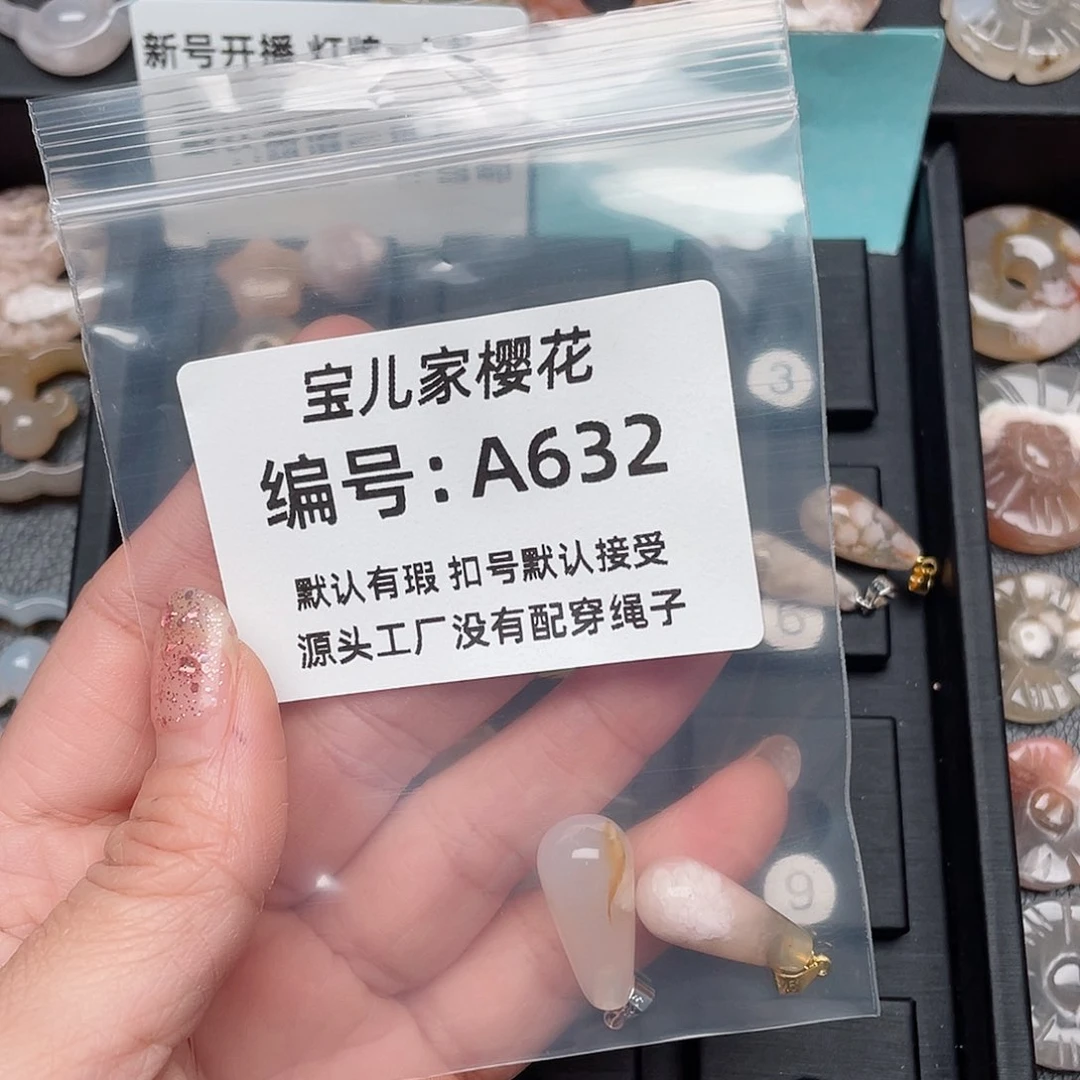 新号开播
宝儿家樱花
编号:A632
默认有瑕 扣号默认接受
源头工厂没有配穿绳子
3
6
9